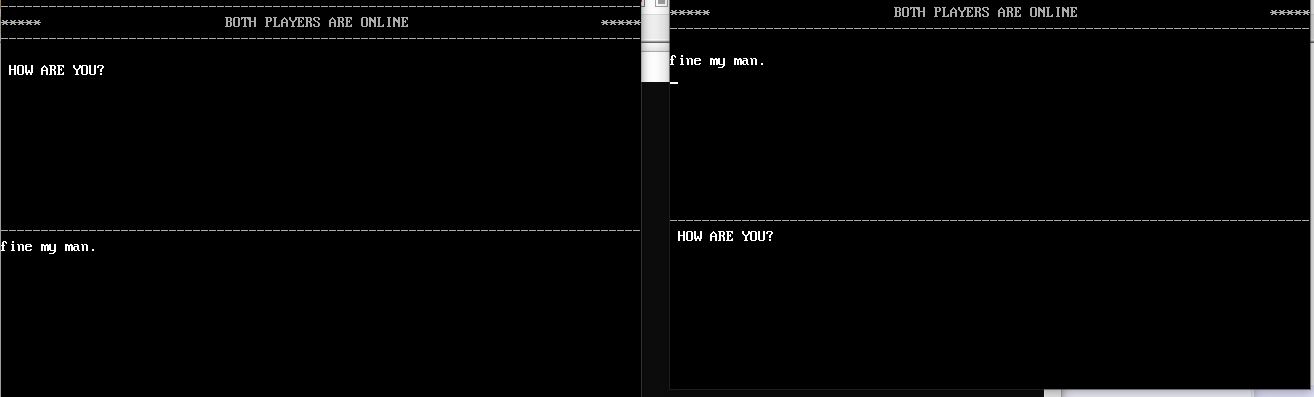 ***** BOTH PLAYERS ARE ONLINE *****
HOW ARE YOU?
fine my man.
***** BOTH PLAYERS ARE ONLINE *****
fine my man.
HOW ARE YOU?